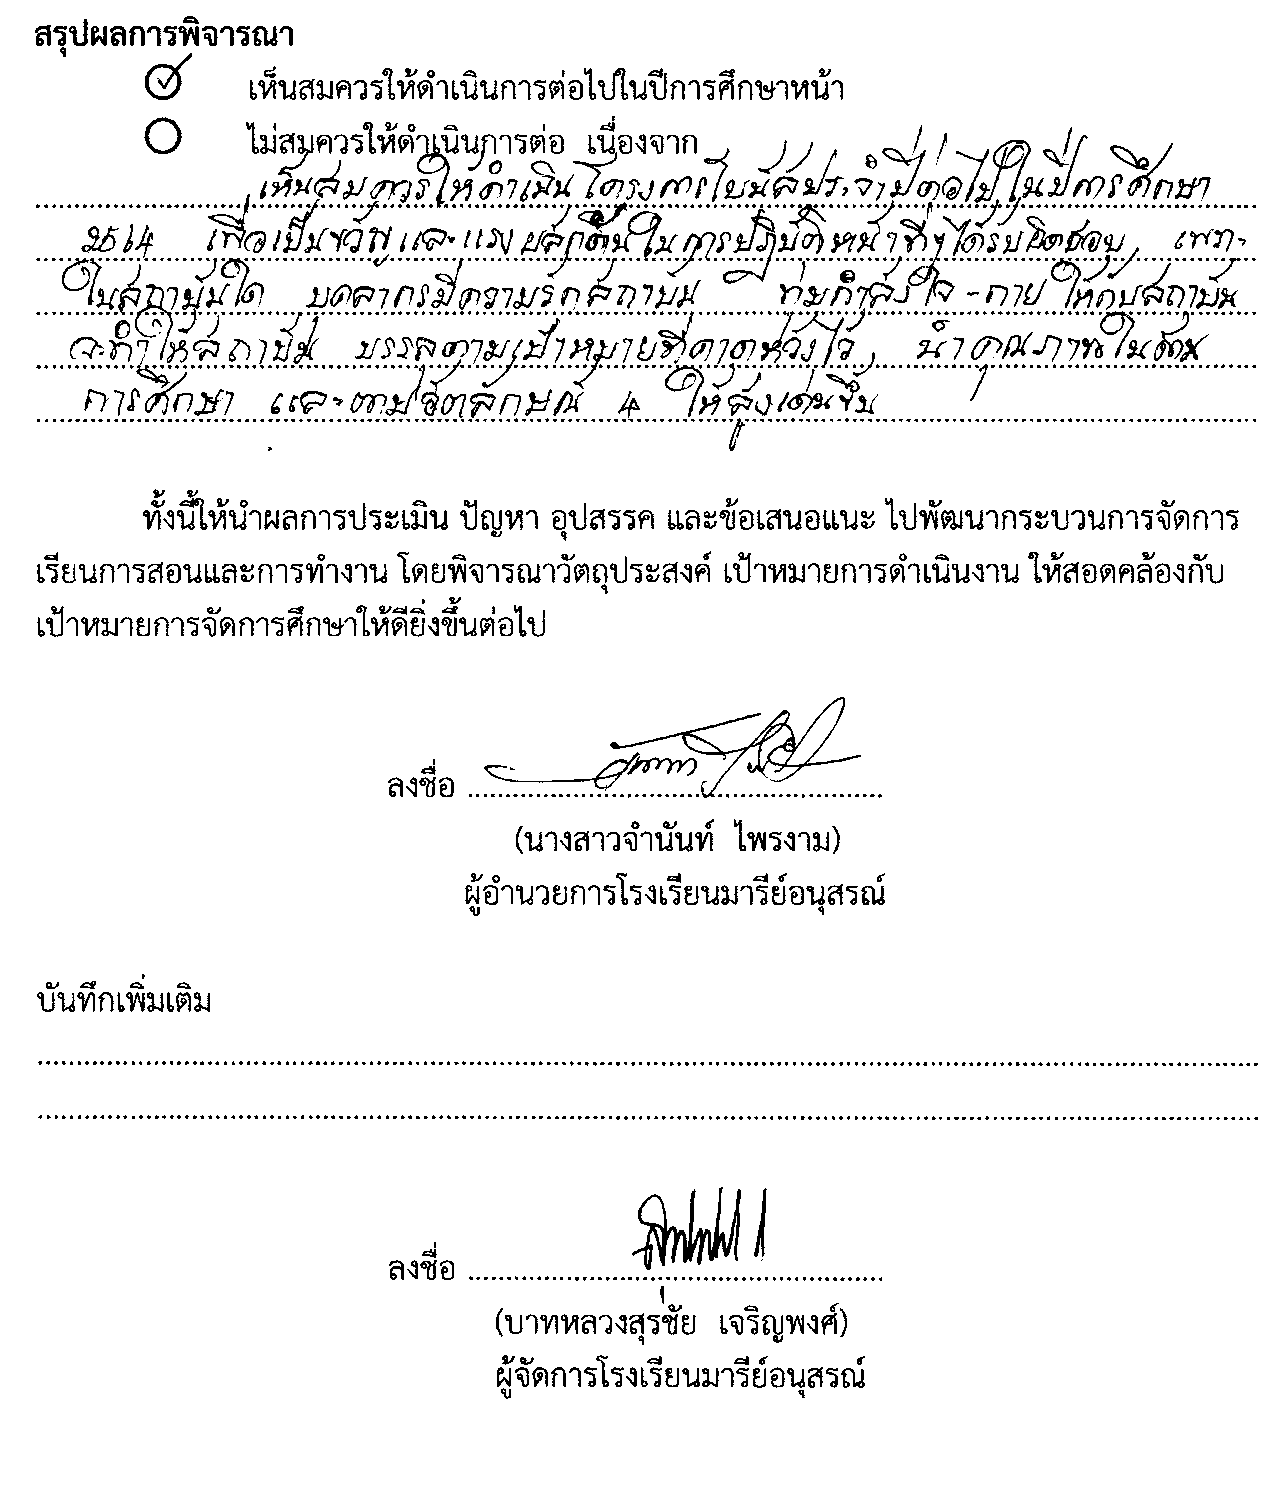 สรุปผลการพิจารณา
เห็นสมควรให้ดำเนินการต่อไปในปีการศึกษาหน้า
ไม่สมควรให้ดำเนินการต่อ เนื่องจาก
เห็นสมควรให้ดำเนินโครงการโบนัสประจำปีต่อไปในปีการศึกษา
2564 เพื่อเป็นขวัญและแรงผลักดันในการปฏิบัติหน้าที่ๆได้รับผิดชอบ, เพราะ
ในสถาบันใด บุคลากรมีความรักสถาบัน ทุ่มกำลังใจ-กาย ให้กับสถาบัน
จะทำให้สถาบัน บรรลุตามเป้าหมายที่คาดหวังไว้, นำคุณภาพในด้าน
การศึกษา และตามอัตลักษณ์ 4 ให้สูงเด่นขึ้น
ทั้งนี้ให้นำผลการประเมิน ปัญหา อุปสรรค และข้อเสนอแนะ ไปพัฒนากระบวนการจัดการ
เรียนการสอนและการทำงาน โดยพิจารณาวัตถุประสงค์ เป้าหมายการดำเนินงาน ให้สอดคล้องกับ
เป้าหมายการจัดการศึกษาให้ดียิ่งขึ้นต่อไป
ลงชื่อ
(นางสาวจำนันท์ ไพรงาม)
ผู้อำนวยการโรงเรียนมารีย์อนุสรณ์
บันทึกเพิ่มเติม
ลงชื่อ
(บาทหลวงสุรชัย เจริญพงศ์)
ผู้จัดการโรงเรียนมารีย์อนุสรณ์